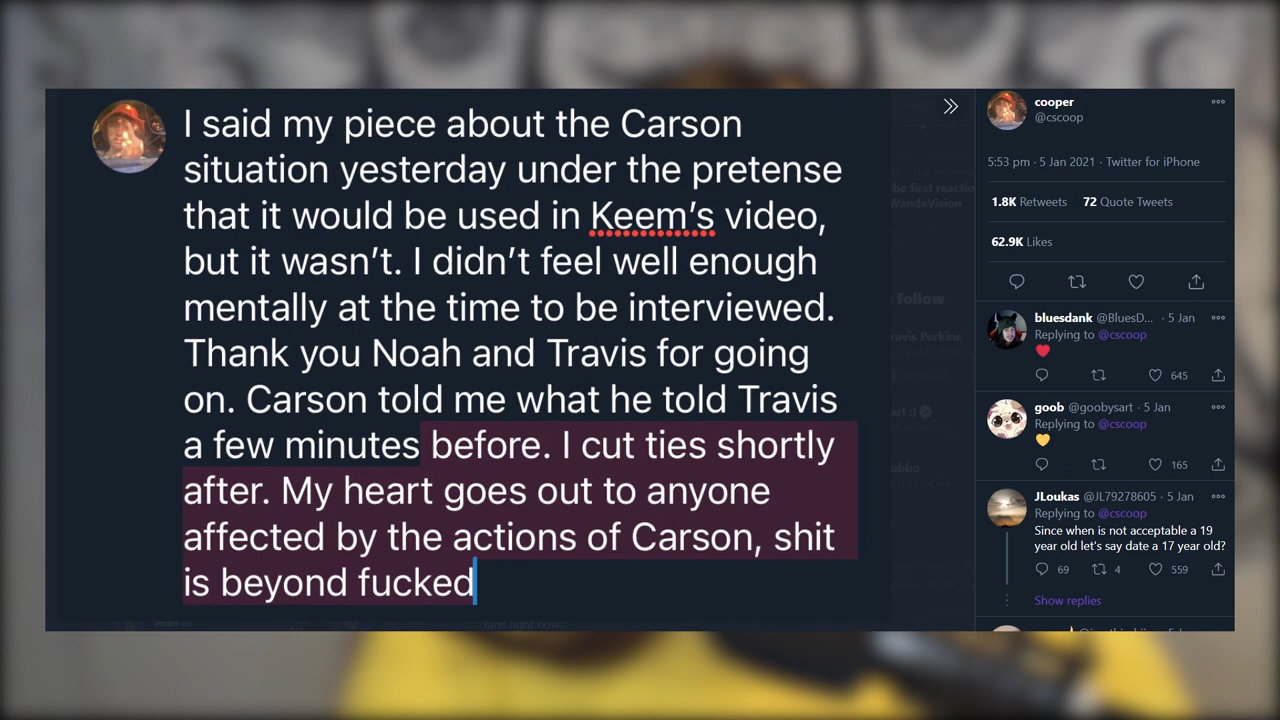 I said my piece about the Carson
situation yesterday under the pretense
that it would be used in Keem's video,
but it wasn't. I didn't feel well enough
mentally at the time to be interviewed.
Thank you Noah and Travis for going
on. Carson told me what he told Travis
a few minutes before. I cut ties shortly
after. My heart goes out to anyone
affected by the actions of Carson, shit
is beyond fucked
cooper
@cscoop
5:53 pm · 5 Jan 2021 · Twitter for iPhone
1.8K Retweets 72 Quote Tweets
62.9K Likes
bluesdank @BluesD... · 5 Jan
Replying to @cscoop
645
goob @goobysart · 5 Jan
Replying to @cscoop
165
JLoukas @JL79278605 · 5 Jan
Replying to @cscoop
Since when is not acceptable a 19
year old let's say date a 17 year old?
69 4 559
Show replies
the first reactio
WandaVision
follow
Travis Perkins